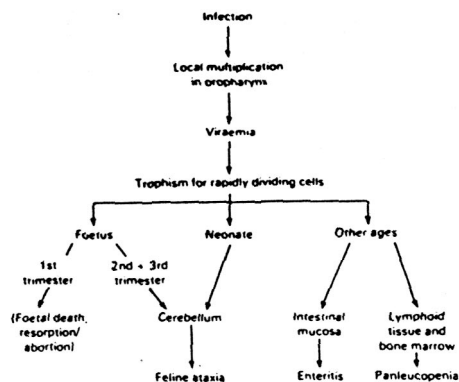 Infection
Local multiplication
in oropharynx
Viraemia
Trophism for rapidly dividing cells
Foetus
Neonate
Other ages
1st
trimester
2nd + 3rd
trimester
(Foetal death,
resorption/
abortion)
Cerebellum
Intestinal
mucosa
Lymphoid
tissue and
bone marrow
Feline ataxia
Enteritis
Panleucopenia